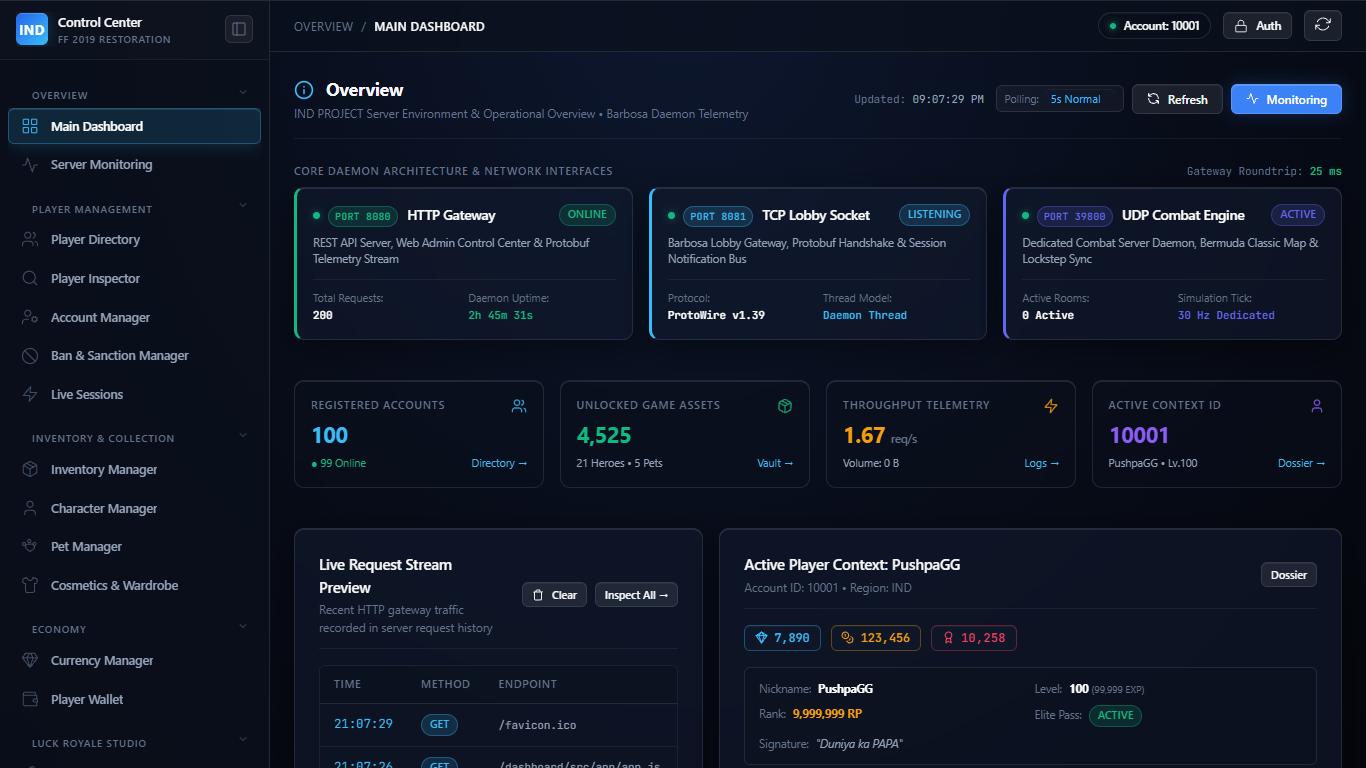 IND
Control Center
FF 2019 RESTORATION
OVERVIEW / MAIN DASHBOARD
Account: 10001
Auth
OVERVIEW
Main Dashboard
Server Monitoring
PLAYER MANAGEMENT
Player Directory
Player Inspector
Account Manager
Ban & Sanction Manager
Live Sessions
INVENTORY & COLLECTION
Inventory Manager
Character Manager
Pet Manager
Cosmetics & Wardrobe
ECONOMY
Currency Manager
Player Wallet
LUCK ROYALE STUDIO
Overview
IND PROJECT Server Environment & Operational Overview • Barbosa Daemon Telemetry
Updated: 09:07:29 PM
Polling: 5s Normal
Refresh
Monitoring
CORE DAEMON ARCHITECTURE & NETWORK INTERFACES
Gateway Roundtrip: 25 ms
PORT 8080 HTTP Gateway ONLINE
REST API Server, Web Admin Control Center & Protobuf
Telemetry Stream
Total Requests: Daemon Uptime:
200 2h 45m 31s
PORT 8081 TCP Lobby Socket LISTENING
Barbosa Lobby Gateway, Protobuf Handshake & Session
Notification Bus
Protocol: Thread Model:
ProtoWire v1.39 Daemon Thread
PORT 39800 UDP Combat Engine ACTIVE
Dedicated Combat Server Daemon, Bermuda Classic Map &
Lockstep Sync
Active Rooms: Simulation Tick:
0 Active 30 Hz Dedicated
REGISTERED ACCOUNTS
100
99 Online Directory →
UNLOCKED GAME ASSETS
4,525
21 Heroes • 5 Pets Vault →
THROUGHPUT TELEMETRY
1.67 req/s
Volume: 0 B Logs →
ACTIVE CONTEXT ID
10001
PushpaGG • Lv.100 Dossier →
Live Request Stream
Preview
Recent HTTP gateway traffic
recorded in server request history
Clear
Inspect All →
TIME METHOD ENDPOINT
21:07:29 GET /favicon.ico
21:07:26 GET /dashboard/src/app/app.js
Active Player Context: PushpaGG
Account ID: 10001 • Region: IND
Dossier
7,890 123,456 10,258
Nickname: PushpaGG Level: 100 (99,999 EXP)
Rank: 9,999,999 RP Elite Pass: ACTIVE
Signature: "Duniya ka PAPA"